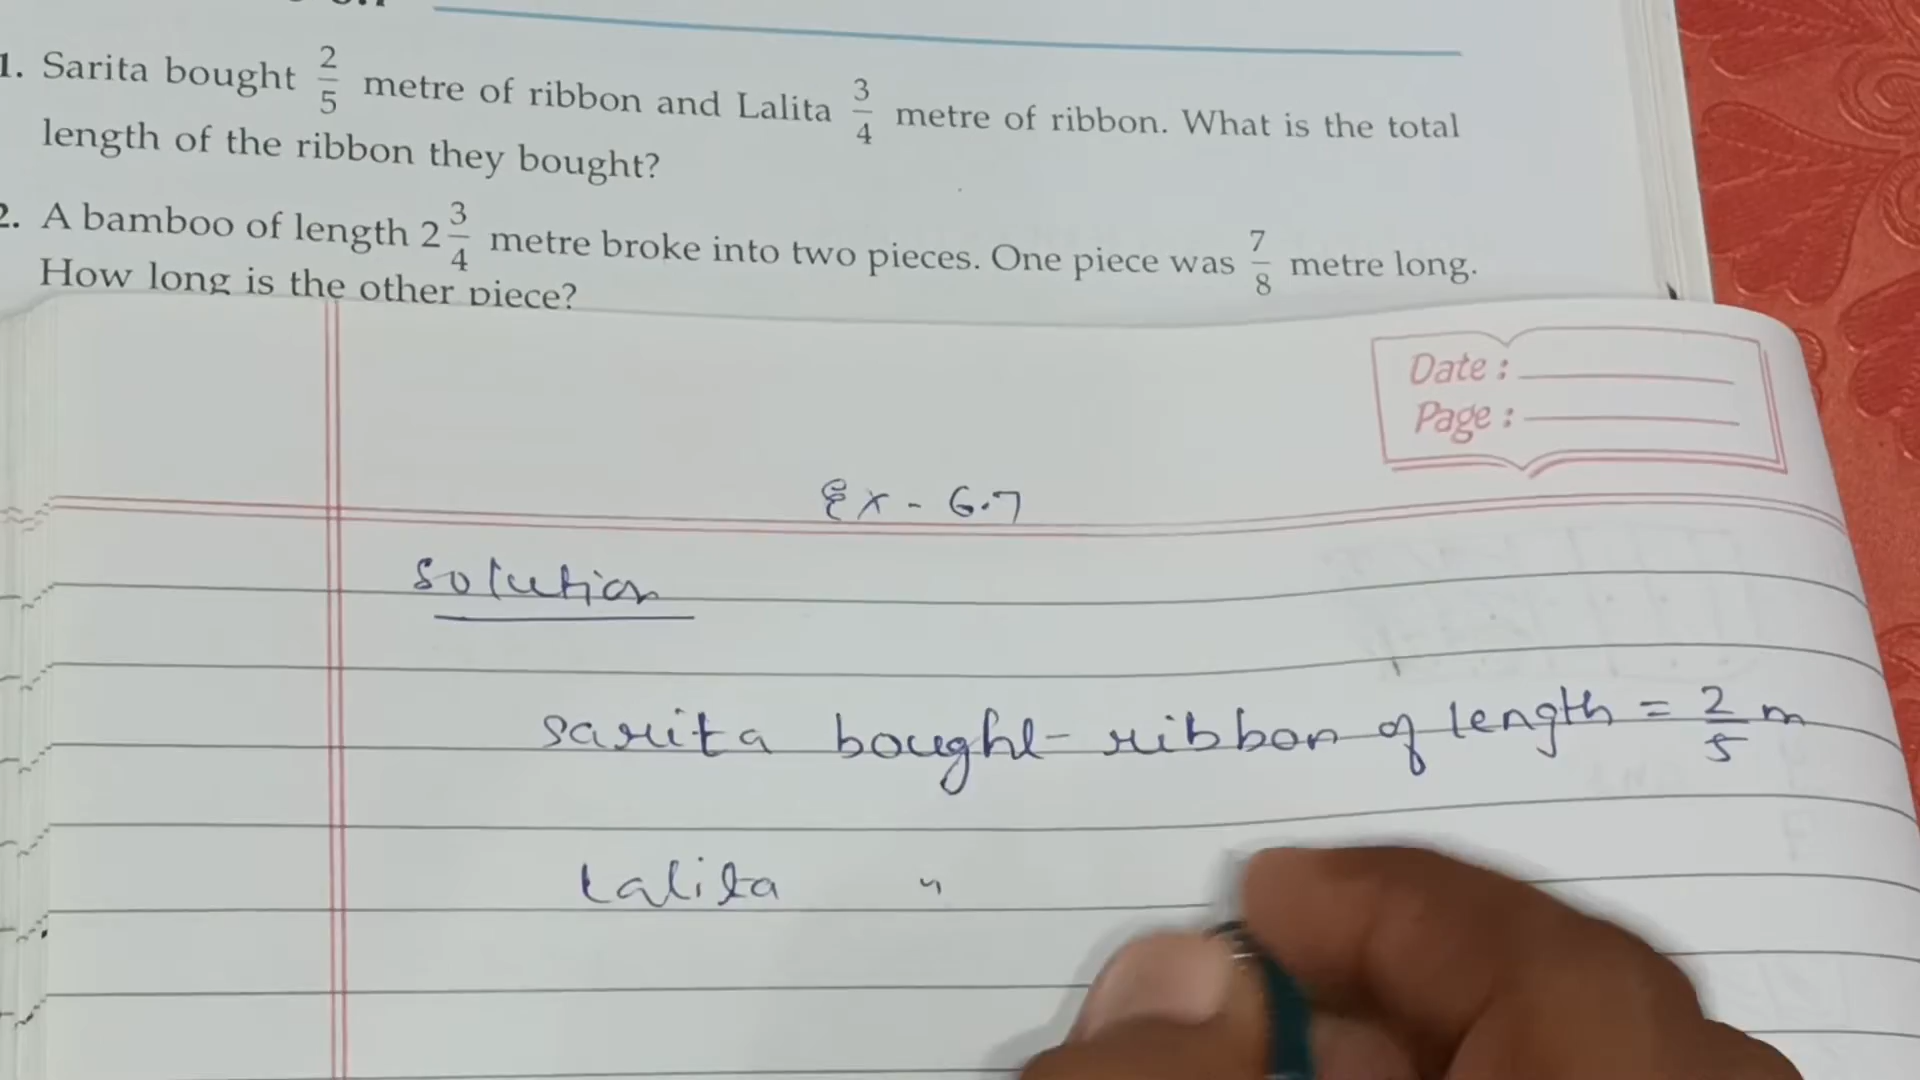 1. Sarita bought 2/5 metre of ribbon and Lalita 3/4 metre of ribbon. What is the total
length of the ribbon they bought?
2. A bamboo of length 2 3/4 metre broke into two pieces. One piece was 7/8 metre long.
How long is the other piece?
Date :
Page :
Ex - 6.7
Solution
Sarita bought ribbon of length = 2/5 m
Lalita "